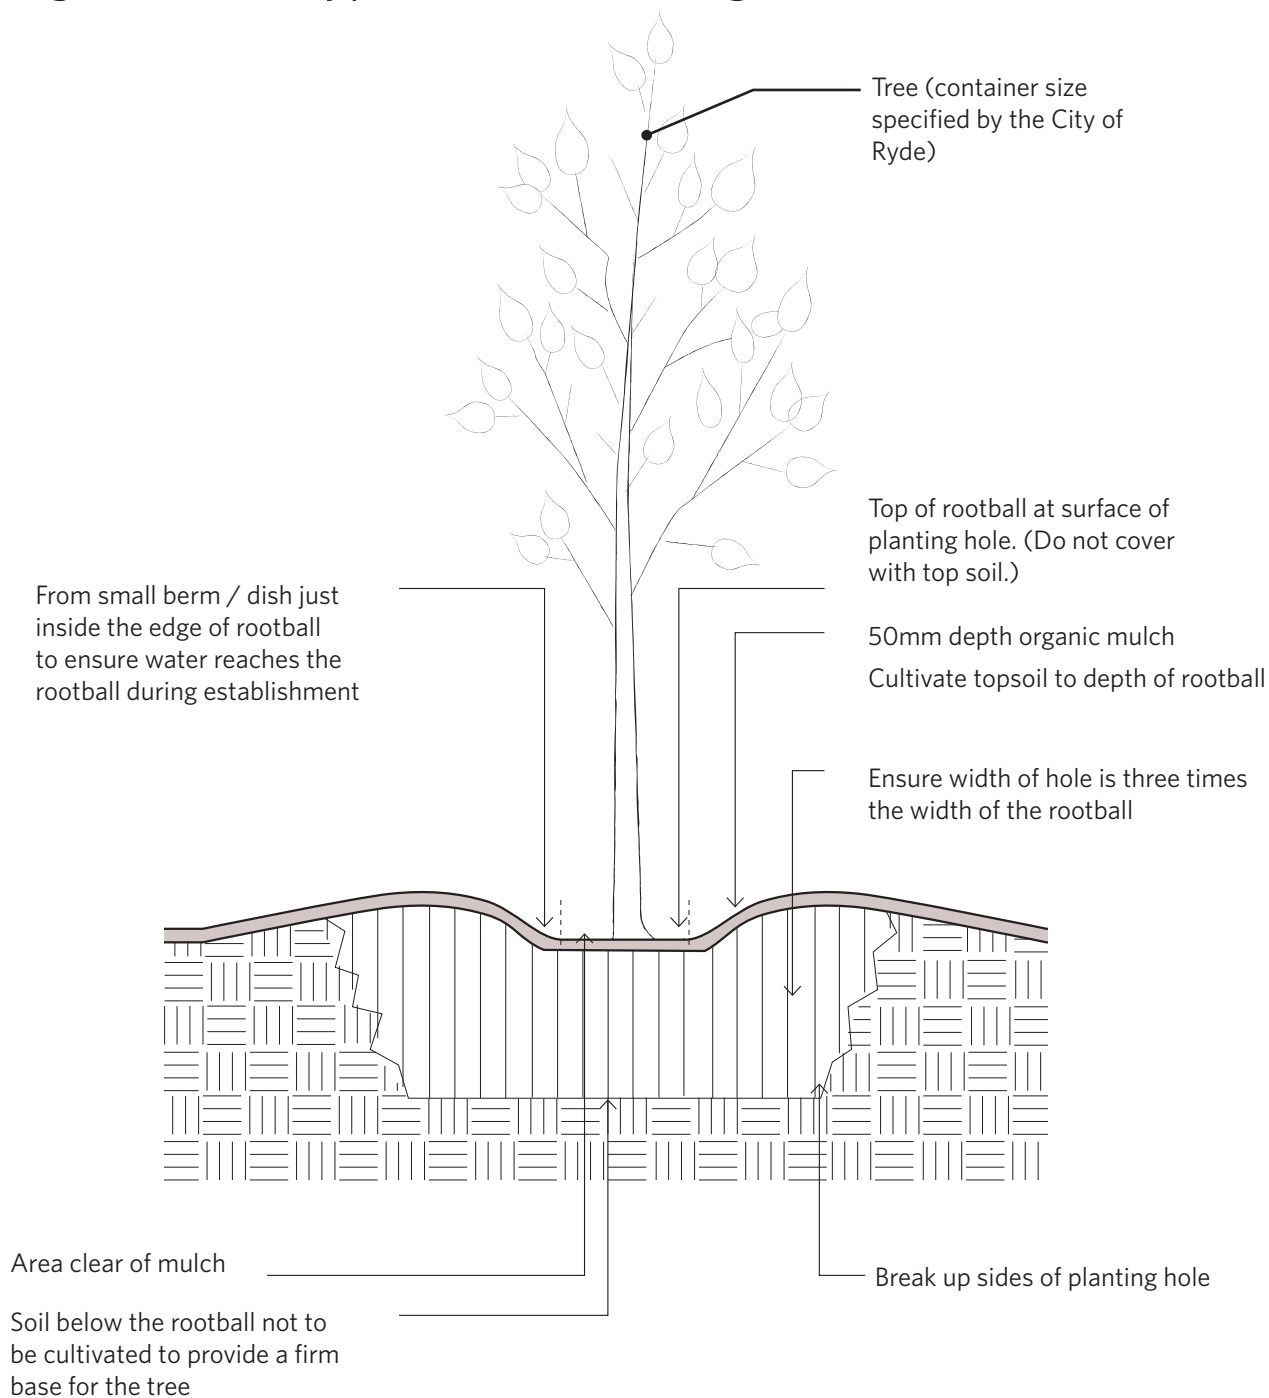 Tree (container size
specified by the City of
Ryde)
Top of rootball at surface of
planting hole. (Do not cover
with top soil.)
From small berm / dish just
inside the edge of rootball
to ensure water reaches the
rootball during establishment
50mm depth organic mulch
Cultivate topsoil to depth of rootball
Ensure width of hole is three times
the width of the rootball
Area clear of mulch
Break up sides of planting hole
Soil below the rootball not to
be cultivated to provide a firm
base for the tree